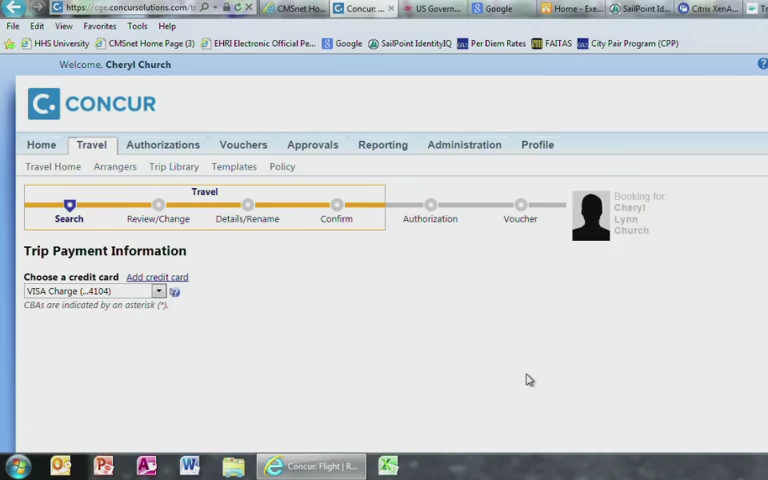 https://cge.concursolutions.com/tr
CMSnet Ho...
Concur: ...
US Govern...
Google
Home - Exe...
SailPoint Id...
Citrix XenA...
File Edit View Favorites Tools Help
HHS University
CMSnet Home Page (3)
EHRI Electronic Official Pe...
Google
SailPoint IdentityIQ
Per Diem Rates
FAITAS
City Pair Program (CPP)
Welcome, Cheryl Church
C. CONCUR
Home Travel Authorizations Vouchers Approvals Reporting Administration Profile
Travel Home Arrangers Trip Library Templates Policy
Travel
Search Review/Change Details/Rename Confirm Authorization Voucher
Booking for:
Cheryl
Lynn
Church
Trip Payment Information
Choose a credit card Add credit card
VISA Charge (...4104)
CBAs are indicated by an asterisk (*).
Concur: Flight | R...